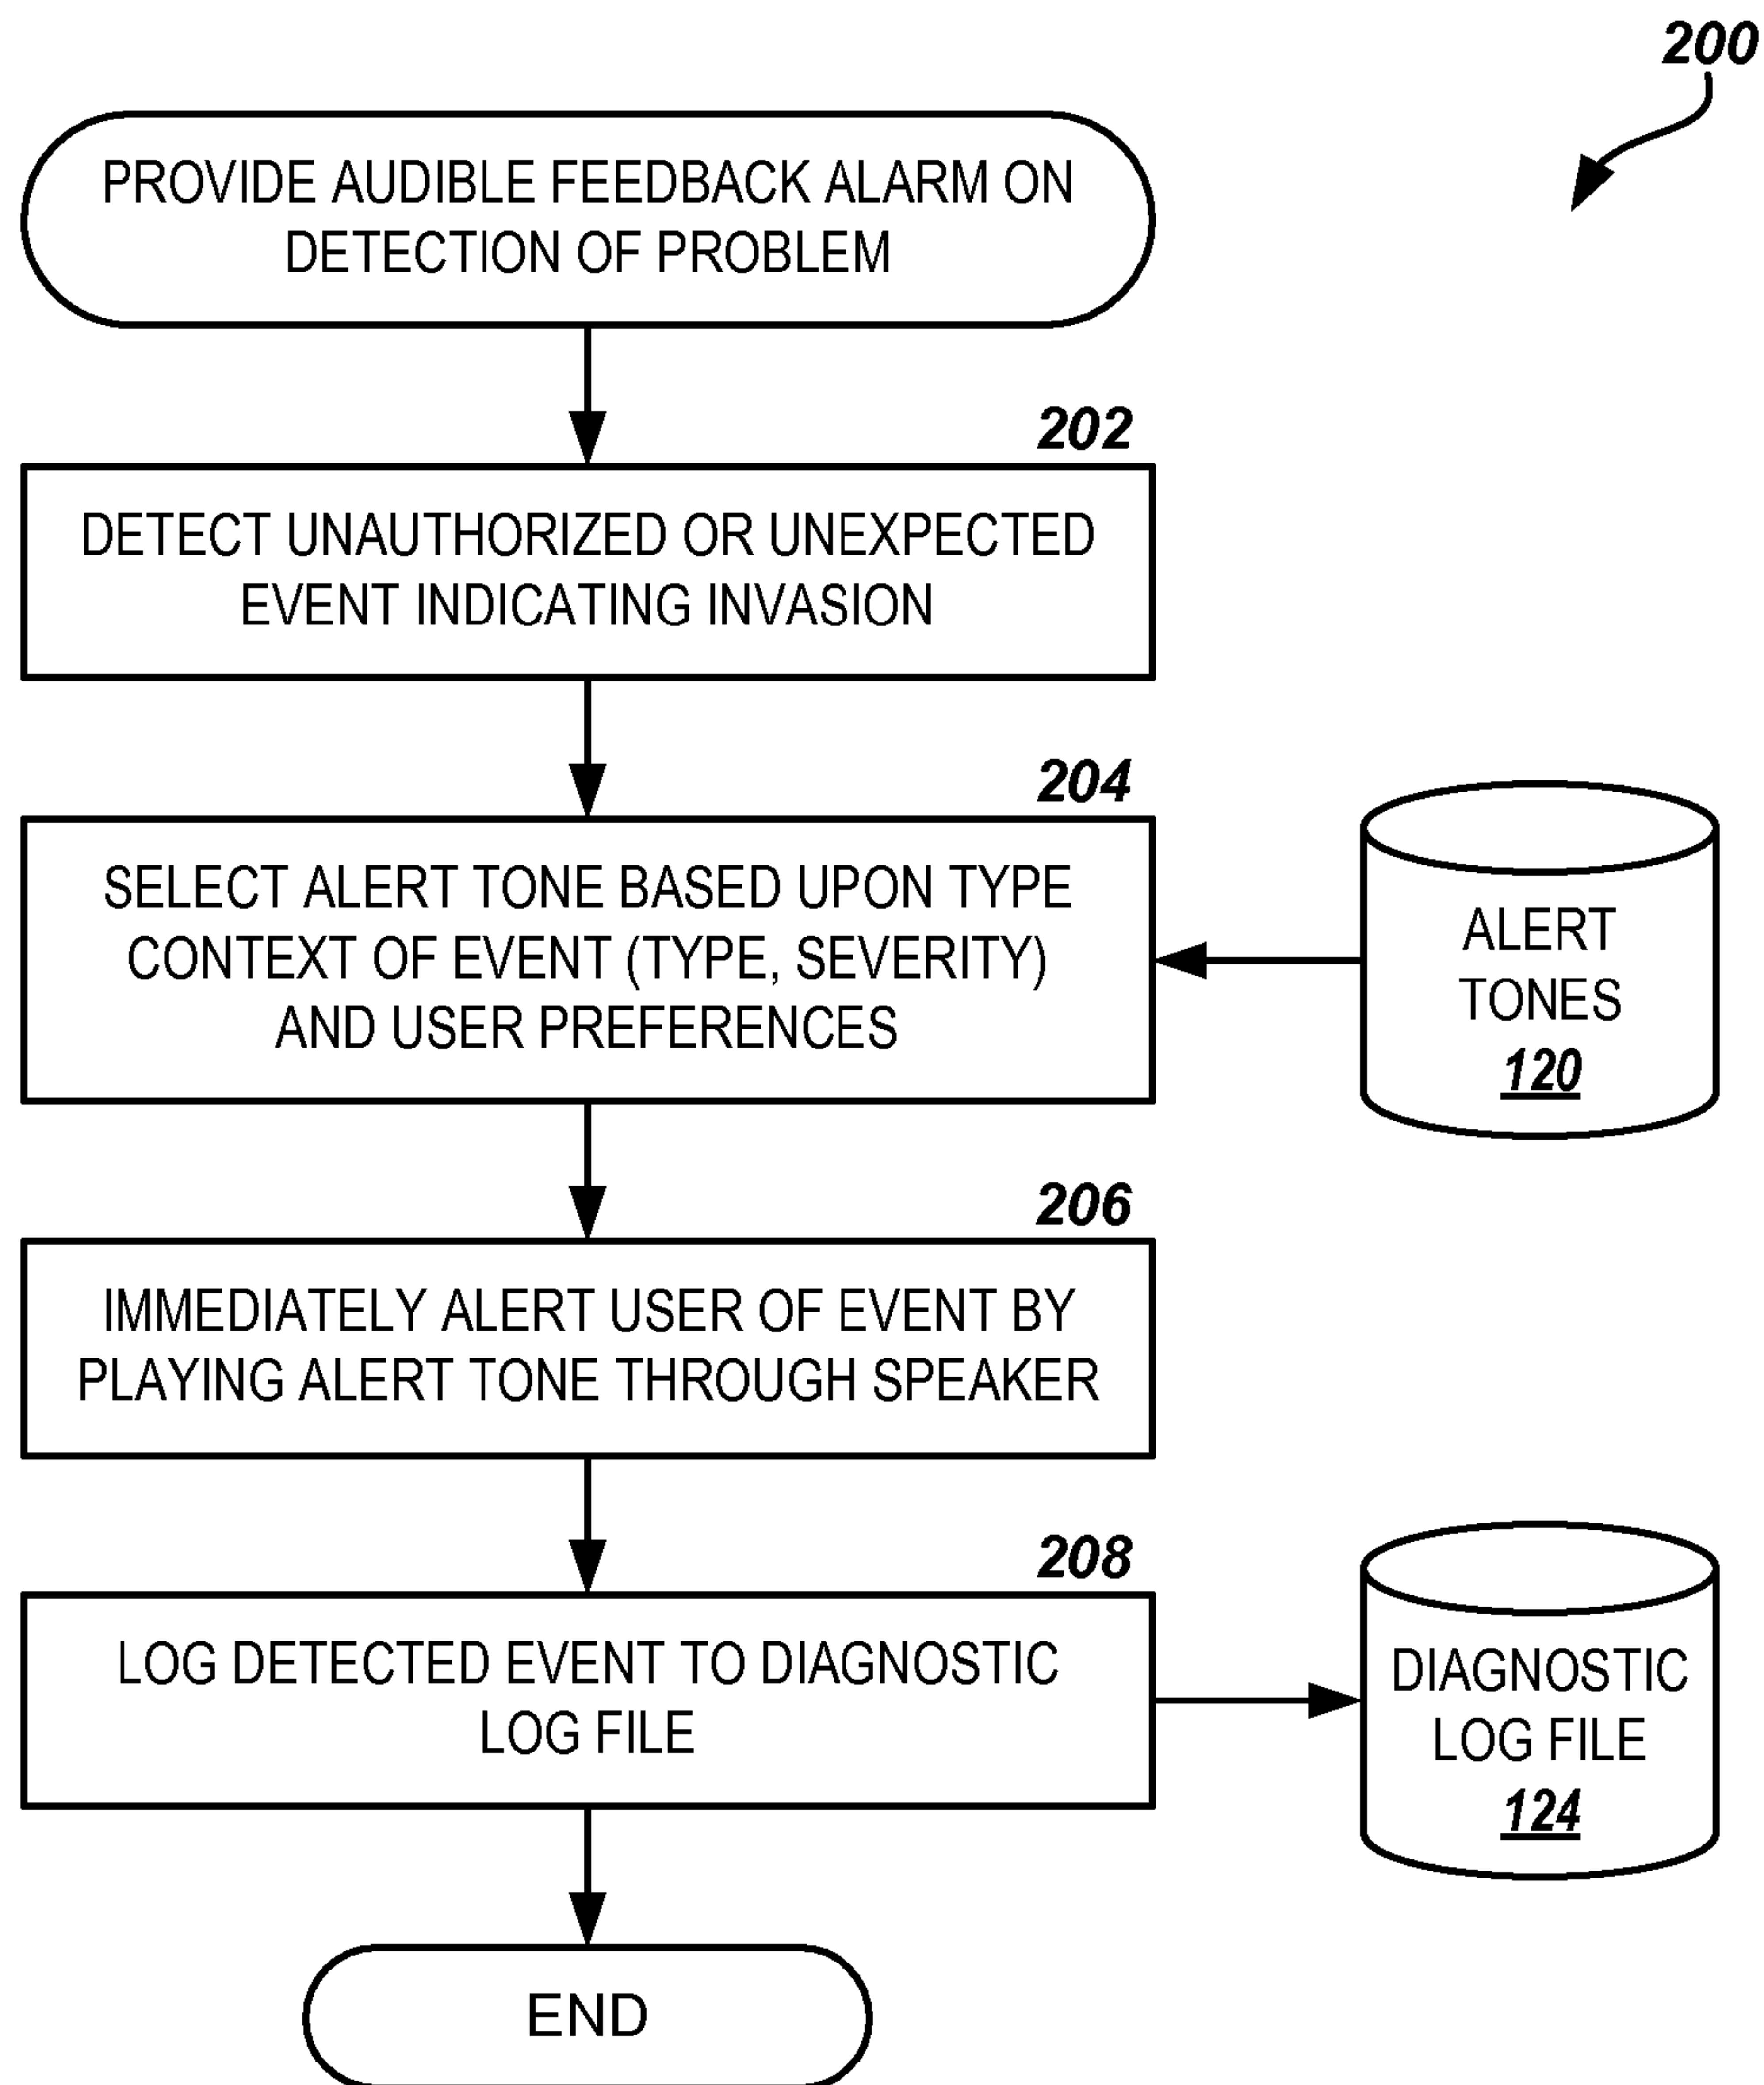 200
PROVIDE AUDIBLE FEEDBACK ALARM ON
DETECTION OF PROBLEM
202
DETECT UNAUTHORIZED OR UNEXPECTED
EVENT INDICATING INVASION
204
SELECT ALERT TONE BASED UPON TYPE
CONTEXT OF EVENT (TYPE, SEVERITY)
AND USER PREFERENCES
ALERT
TONES
120
206
IMMEDIATELY ALERT USER OF EVENT BY
PLAYING ALERT TONE THROUGH SPEAKER
208
LOG DETECTED EVENT TO DIAGNOSTIC
LOG FILE
DIAGNOSTIC
LOG FILE
124
END